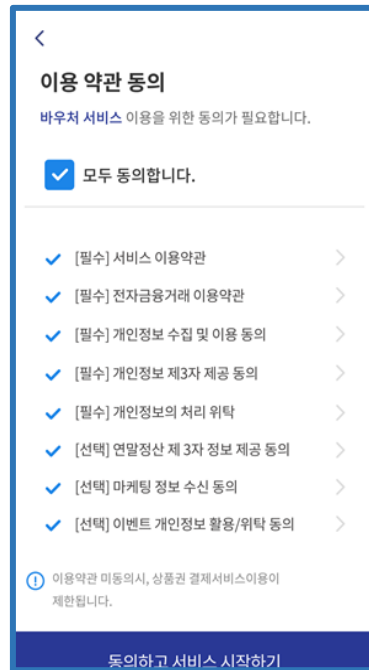 이용 약관 동의
바우처 서비스 이용을 위한 동의가 필요합니다.
모두 동의합니다.
[필수] 서비스 이용약관
[필수] 전자금융거래 이용약관
[필수] 개인정보 수집 및 이용 동의
[필수] 개인정보 제3자 제공 동의
[필수] 개인정보의 처리 위탁
[선택] 연말정산 제 3자 정보 제공 동의
[선택] 마케팅 정보 수신 동의
[선택] 이벤트 개인정보 활용/위탁 동의
이용약관 미동의시, 상품권 결제서비스이용이
제한됩니다.
동의하고 서비스 시작하기